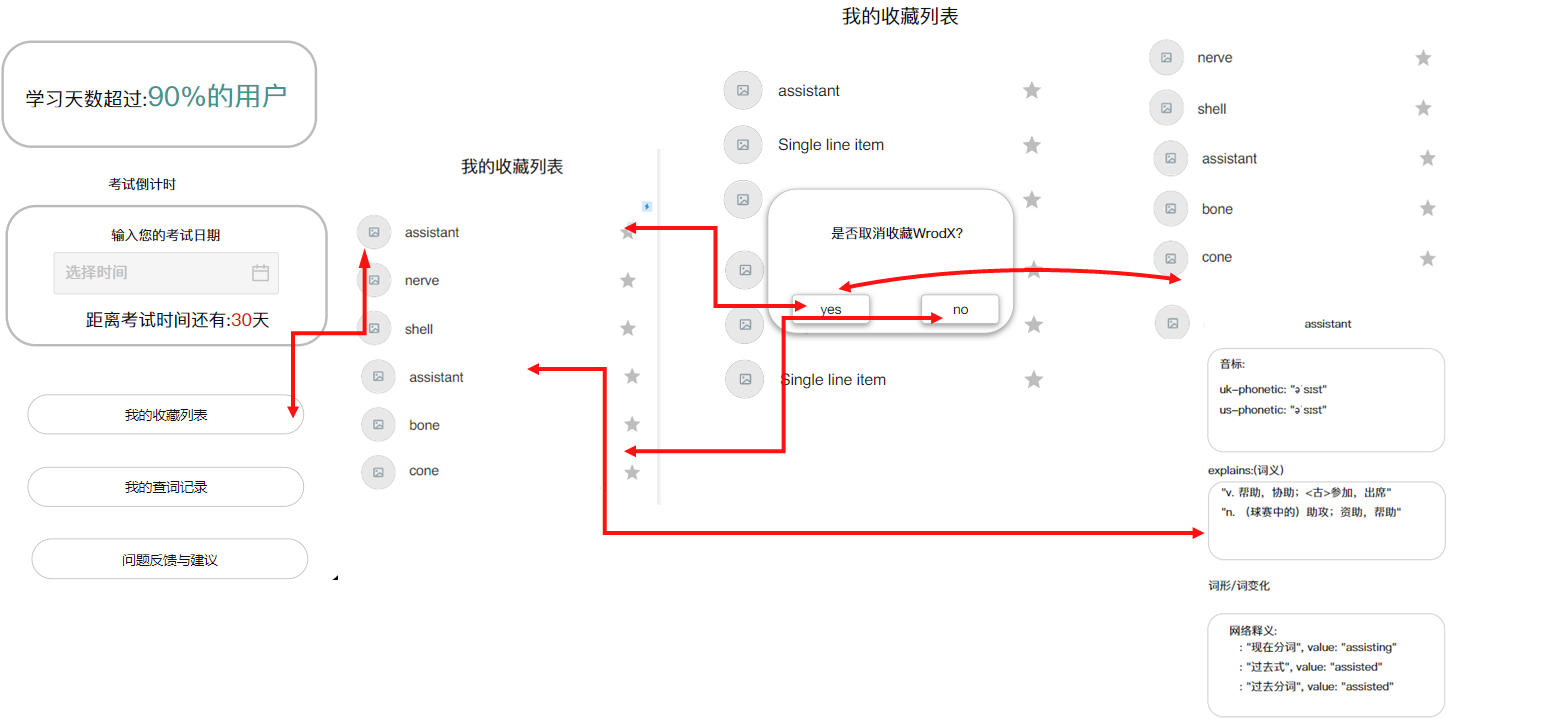 学习天数超过:90%的用户
考试倒计时
输入您的考试日期
选择时间
距离考试时间还有:30天
我的收藏列表
我的查词记录
问题反馈与建议
我的收藏列表
assistant
nerve
shell
assistant
bone
cone
我的收藏列表
assistant
Single line item
是否取消收藏WrodX?
yes
no
Single line item
nerve
shell
assistant
bone
cone
assistant
音标:
uk-phonetic: "əˈsɪst"
us-phonetic: "əˈsɪst"
explains:(词义)
"v. 帮助，协助；<古>参加，出席"
"n. （球赛中的）助攻；资助，帮助"
词形/词变化
网络释义:
: "现在分词", value: "assisting"
: "过去式", value: "assisted"
: "过去分词", value: "assisted"